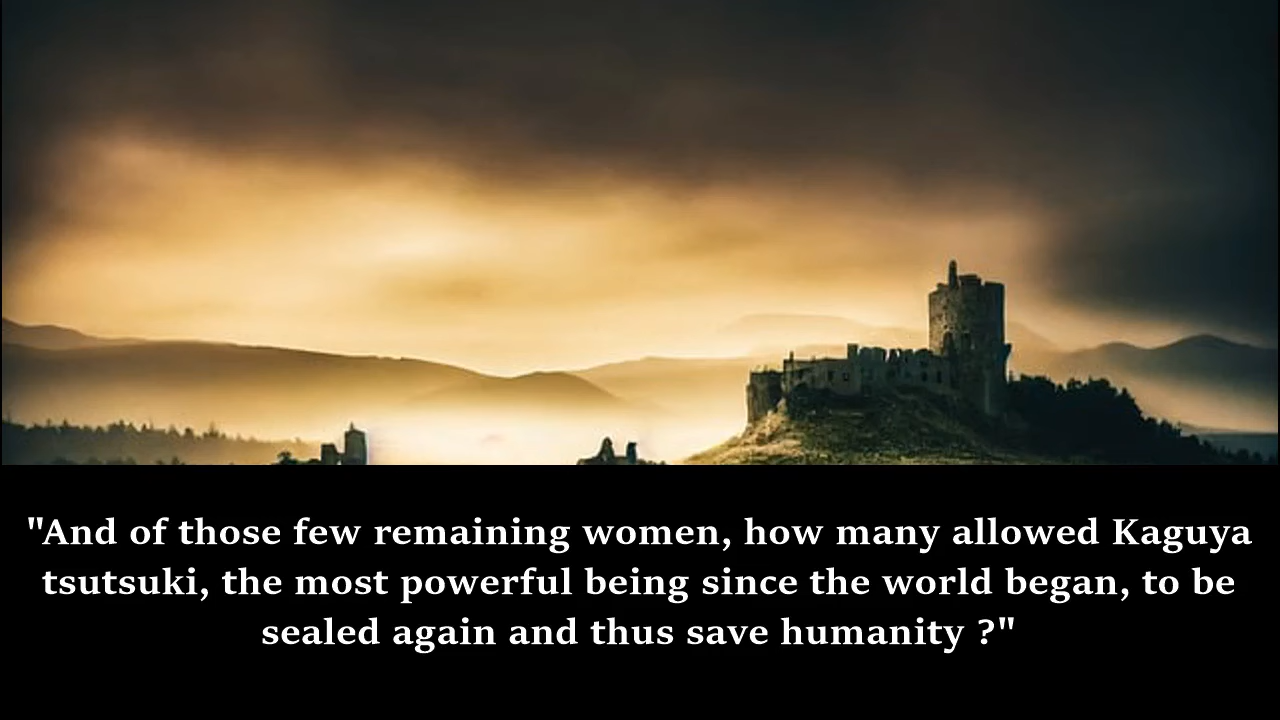 "And of those few remaining women, how many allowed Kaguya
tsutsuki, the most powerful being since the world began, to be
sealed again and thus save humanity ?"